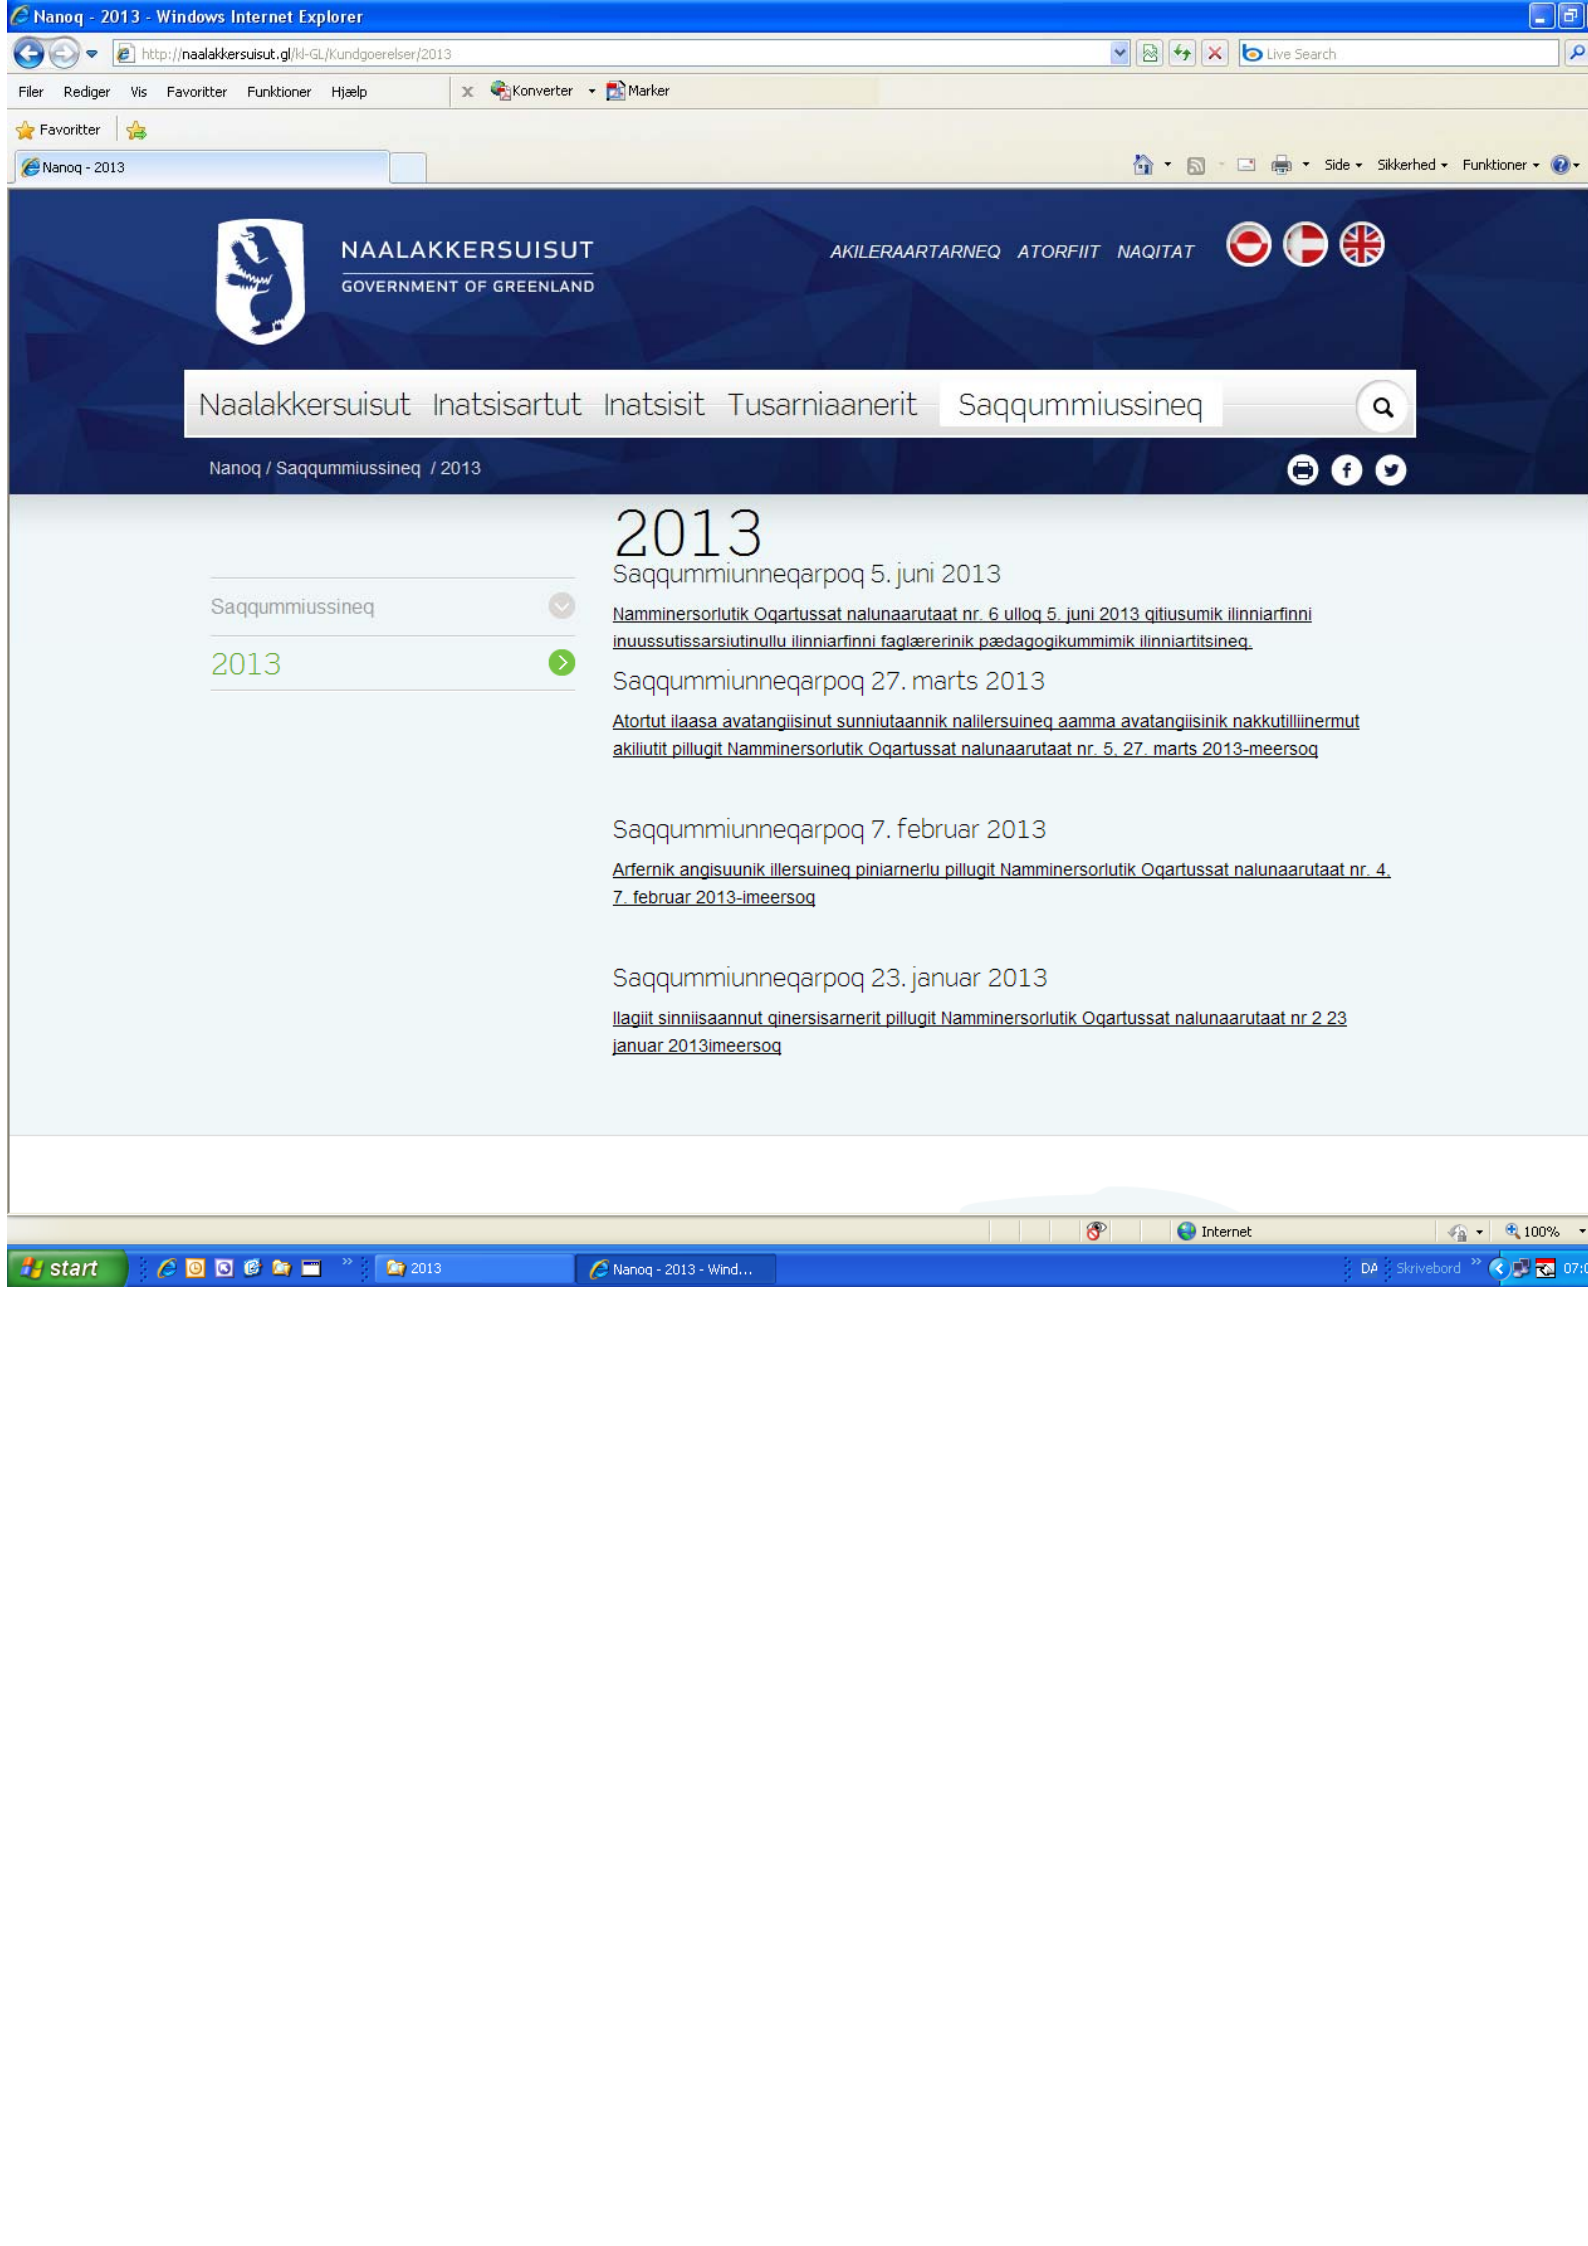 Nanoq - 2013 - Windows Internet Explorer
http://naalakkersuisut.gl/kl-GL/Kundgoerelser/2013
Live Search
Filer Rediger Vis Favoritter Funktioner Hjælp x Konverter Marker
Favoritter
Nanoq - 2013
Side Sikkerhed Funktioner
NAALAKKERSUISUT
GOVERNMENT OF GREENLAND
AKILERAARTARNEQ ATORFIIT NAQITAT
Naalakkersuisut Inatsisartut Inatsisit Tusarniaanerit Saqqummiussineq
Nanoq / Saqqummiussineq / 2013
Saqqummiussineq
2013
2013
Saqqummiunneqarpoq 5. juni 2013
Namminersorlutik Oqartussat nalunaarutaat nr. 6 ulloq 5. juni 2013 qitiusumik ilinniarfinni
inuussutissarsiutinullu ilinniarfinni faglærerinik pædagogikummimik ilinniartitsineq.
Saqqummiunneqarpoq 27. marts 2013
Atortut ilaasa avatangiisinut sunniutaannik nalilersuineq aamma avatangiisinik nakkutilliinermut
akiliutit pillugit Namminersorlutik Oqartussat nalunaarutaat nr. 5, 27. marts 2013-meersoq
Saqqummiunneqarpoq 7. februar 2013
Arfernik angisuunik illersuineq piniarnerlu pillugit Namminersorlutik Oqartussat nalunaarutaat nr. 4,
7. februar 2013-imeersoq
Saqqummiunneqarpoq 23. januar 2013
Ilagiit sinniisaannut qinersisarnerit pillugit Namminersorlutik Oqartussat nalunaarutaat nr 2 23
januar 2013imeersoq
Internet 100%
start 2013 Nanoq - 2013 - Wind... DA Skrivebord